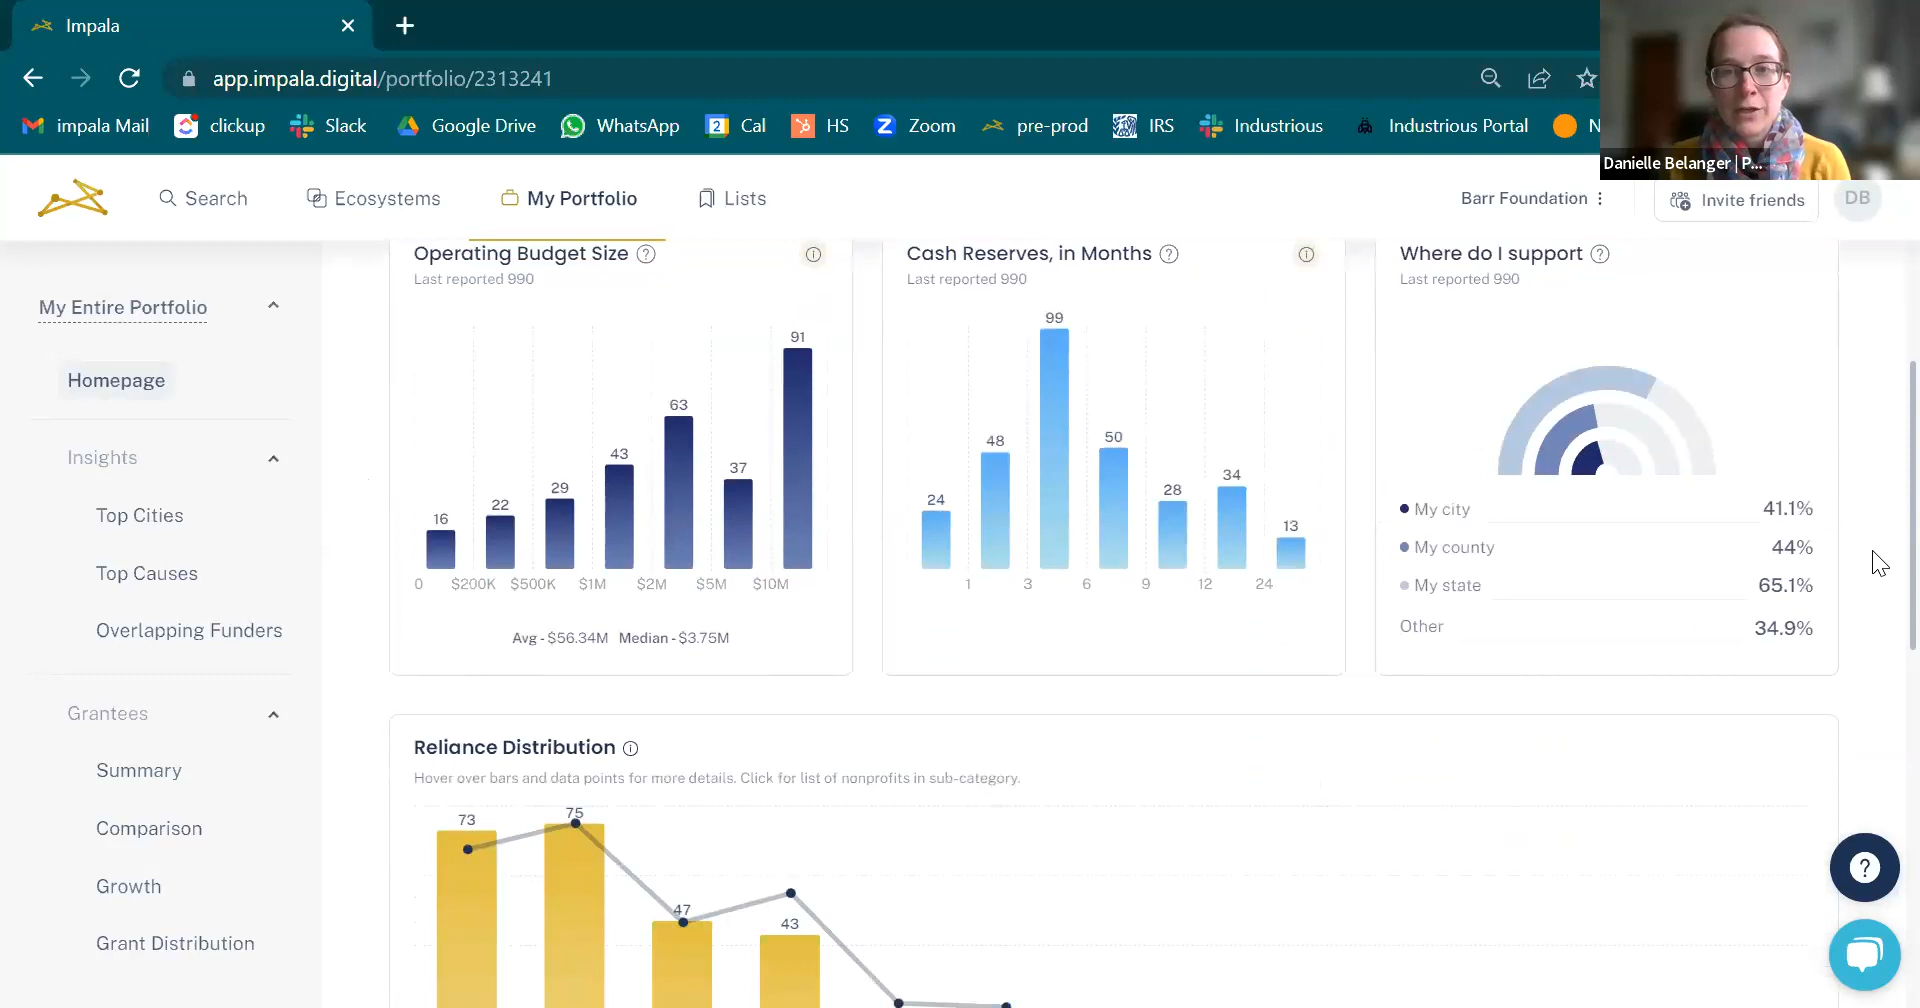 Impala
app.impala.digital/portfolio/2313241
impala Mail
clickup
Slack
Google Drive
WhatsApp
2
Cal
HS
Z
Zoom
pre-prod
IRS
Industrious
Industrious Portal
N
Danielle Belanger | P...
Search
Ecosystems
My Portfolio
Lists
Barr Foundation
Invite friends
DB
My Entire Portfolio
Homepage
Insights
Top Cities
Top Causes
Overlapping Funders
Grantees
Summary
Comparison
Growth
Grant Distribution
Operating Budget Size ?
Last reported 990
16
22
29
43
63
37
91
0 $200K $500K $1M $2M $5M $10M
Avg - $56.34M Median - $3.75M
Cash Reserves, in Months ?
Last reported 990
24
48
99
50
28
34
13
1 3 6 9 12 24
Where do I support ?
Last reported 990
My city 41.1%
My county 44%
My state 65.1%
Other 34.9%
Reliance Distribution
Hover over bars and data points for more details. Click for list of nonprofits in sub-category.
73
75
47
43
?